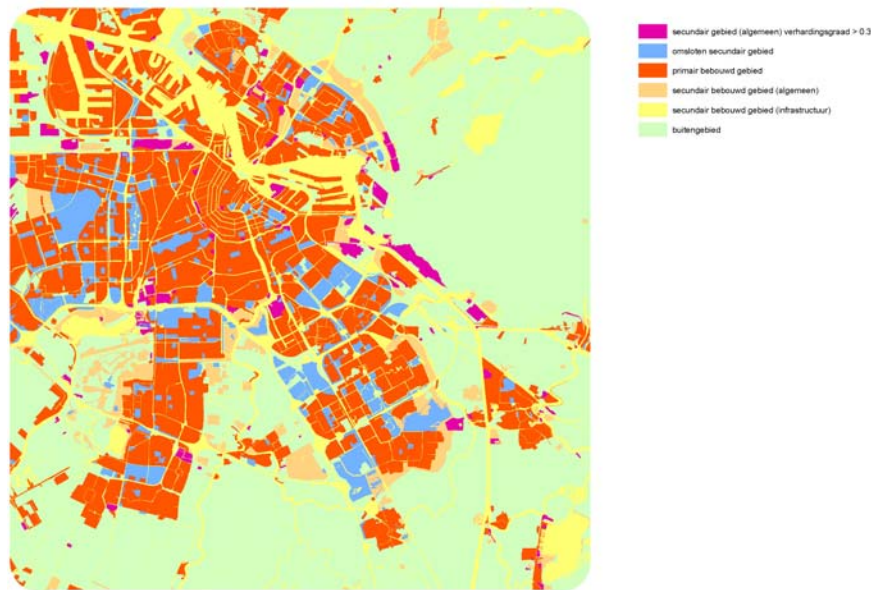 secundair gebied (algemeen) verhardingsgraad > 0.3
omsloten secundair gebied
primair bebouwd gebied
secundair bebouwd gebied (algemeen)
secundair bebouwd gebied (infrastructuur)
buitengebied